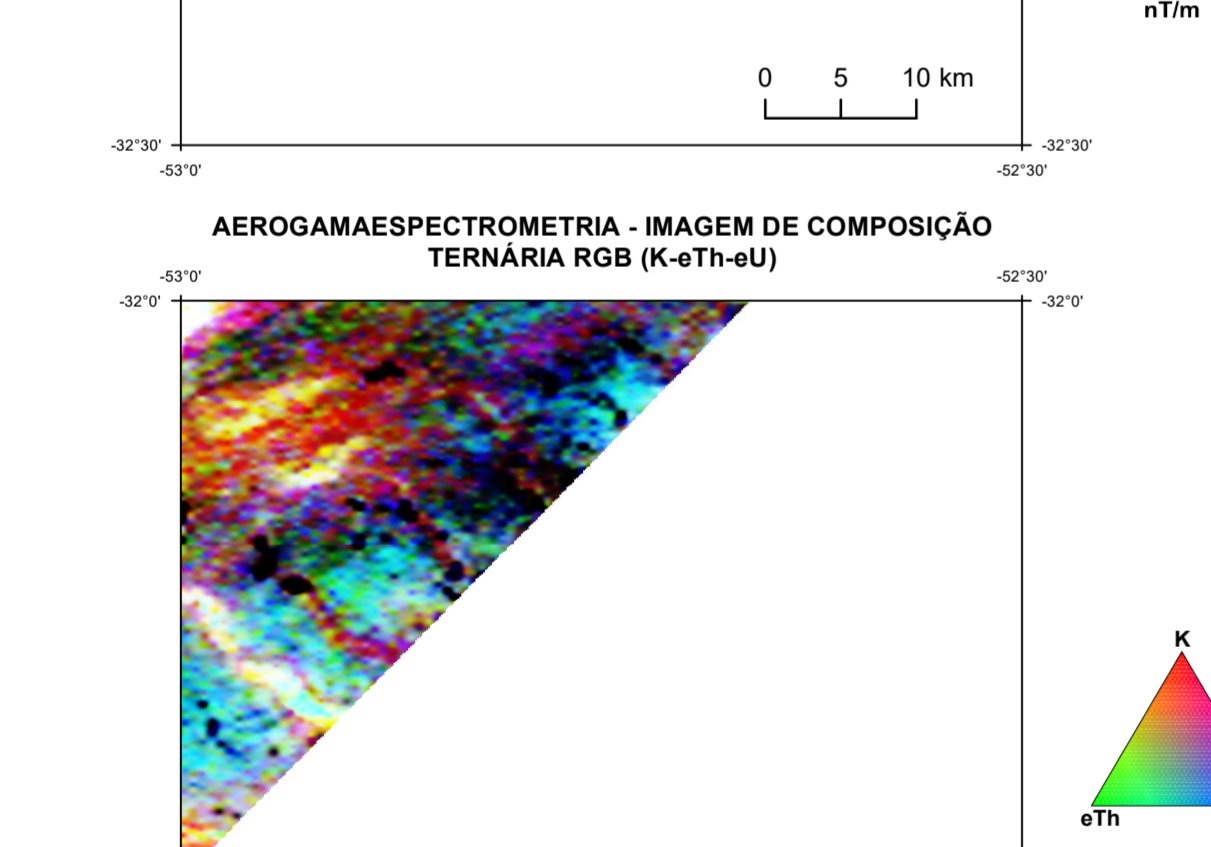 nT/m
0 5 10 km
-32°30' -32°30'
-53°0' -52°30'
AEROGAMAESPECTROMETRIA - IMAGEM DE COMPOSIÇÃO
TERNÁRIA RGB (K-eTh-eU)
-53°0' -52°30'
-32°0' -32°0'
K
eTh